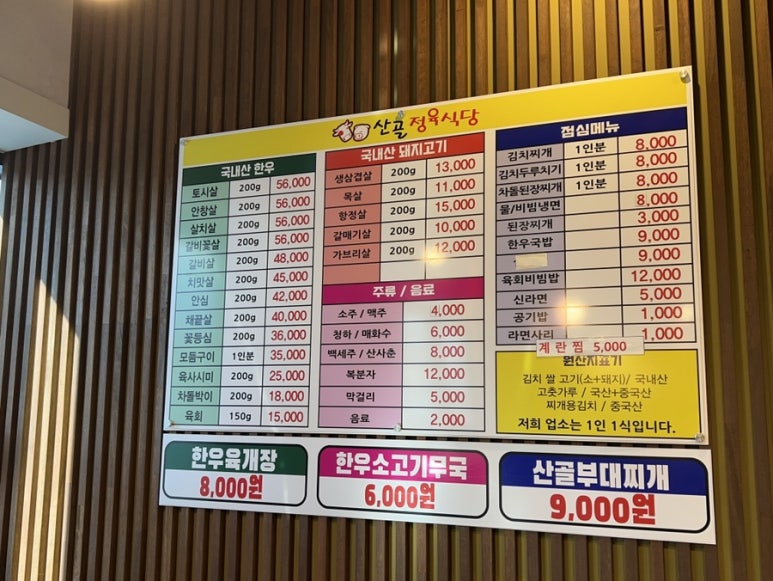 산골 정육식당
국내산 한우
토시살 200g 56,000
안창살 200g 56,000
살치살 200g 56,000
갈비꽃살 200g 56,000
갈비살 200g 48,000
치맛살 200g 45,000
안심 200g 42,000
채끝살 200g 40,000
꽃등심 200g 36,000
모듬구이 1인분 35,000
육사시미 200g 25,000
차돌박이 200g 18,000
육회 150g 15,000
국내산 돼지고기
생삼겹살 200g 13,000
목살 200g 11,000
항정살 200g 15,000
갈매기살 200g 10,000
가브리살 200g 12,000
주류 / 음료
소주 / 맥주 4,000
청하 / 매화수 6,000
백세주 / 산사춘 8,000
복분자 12,000
막걸리 5,000
음료 2,000
점심메뉴
김치찌개 1인분 8,000
김치두루치기 1인분 8,000
차돌된장찌개 1인분 8,000
물/비빔냉면 8,000
된장찌개 3,000
한우국밥 9,000
9,000
육회비빔밥 12,000
신라면 5,000
공기밥 1,000
라면사리 1,000
계란찜 5,000
원산지표기
김치 쌀 고기(소+돼지)/ 국내산
고춧가루 / 국산+중국산
찌개용김치 / 중국산
저희 업소는 1인 1식입니다.
한우육개장
8,000원
한우소고기무국
6,000원
산골부대찌개
9,000원